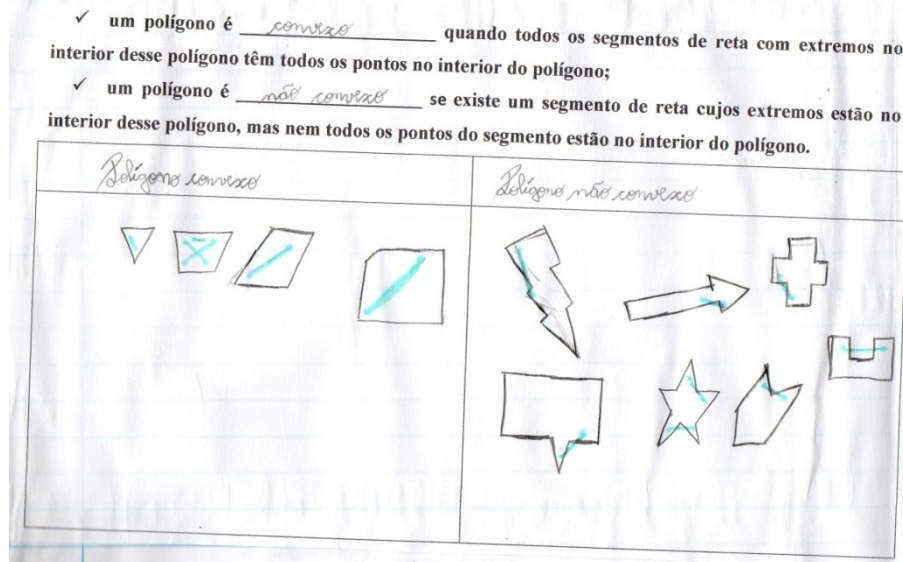 ✓ um polígono é convexo quando todos os segmentos de reta com extremos no
interior desse polígono têm todos os pontos no interior do polígono;
✓ um polígono é não convexo se existe um segmento de reta cujos extremos estão no
interior desse polígono, mas nem todos os pontos do segmento estão no interior do polígono.
Polígono convexo
Polígono não convexo